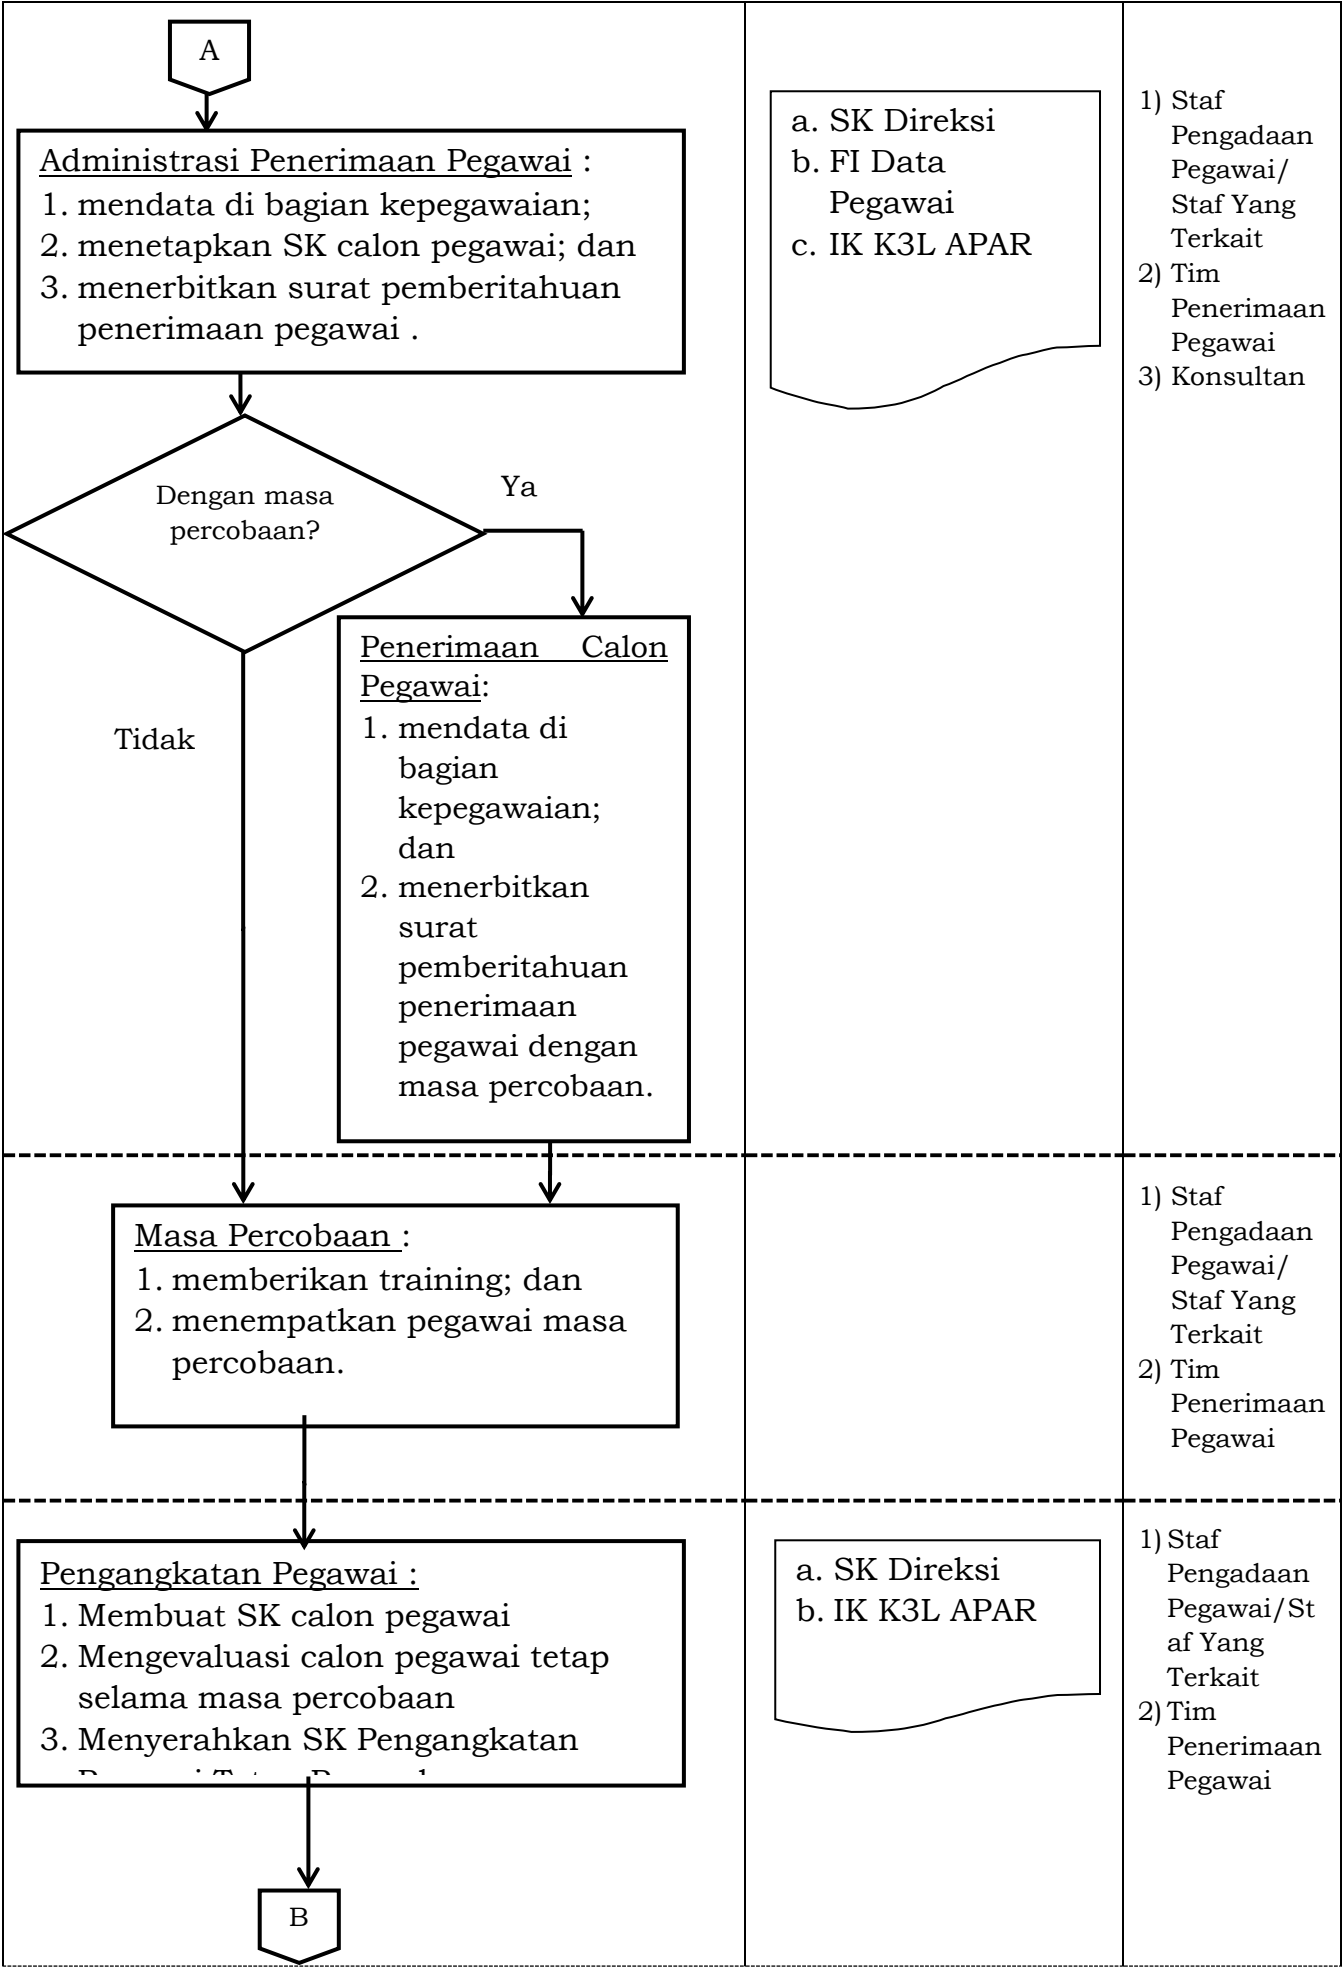 A
Administrasi Penerimaan Pegawai :
1. mendata di bagian kepegawaian;
2. menetapkan SK calon pegawai; dan
3. menerbitkan surat pemberitahuan
penerimaan pegawai .
a. SK Direksi
b. FI Data
Pegawai
c. IK K3L APAR
1) Staf
Pengadaan
Pegawai/
Staf Yang
Terkait
2) Tim
Penerimaan
Pegawai
3) Konsultan
Dengan masa
percobaan?
Ya
Tidak
Penerimaan Calon
Pegawai:
1. mendata di
bagian
kepegawaian;
dan
2. menerbitkan
surat
pemberitahuan
penerimaan
pegawai dengan
masa percobaan.
Masa Percobaan :
1. memberikan training; dan
2. menempatkan pegawai masa
percobaan.
1) Staf
Pengadaan
Pegawai/
Staf Yang
Terkait
2) Tim
Penerimaan
Pegawai
Pengangkatan Pegawai :
1. Membuat SK calon pegawai
2. Mengevaluasi calon pegawai tetap
selama masa percobaan
3. Menyerahkan SK Pengangkatan
a. SK Direksi
b. IK K3L APAR
1) Staf
Pengadaan
Pegawai/St
af Yang
Terkait
2) Tim
Penerimaan
Pegawai
B